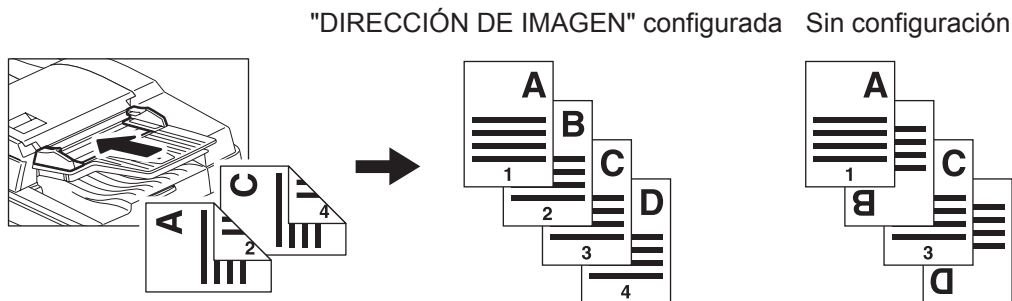 "DIRECCIÓN DE IMAGEN" configurada Sin configuración
A
1
B
2
C
3
D
4
A
1
B
C
3
D
A
2
C
4